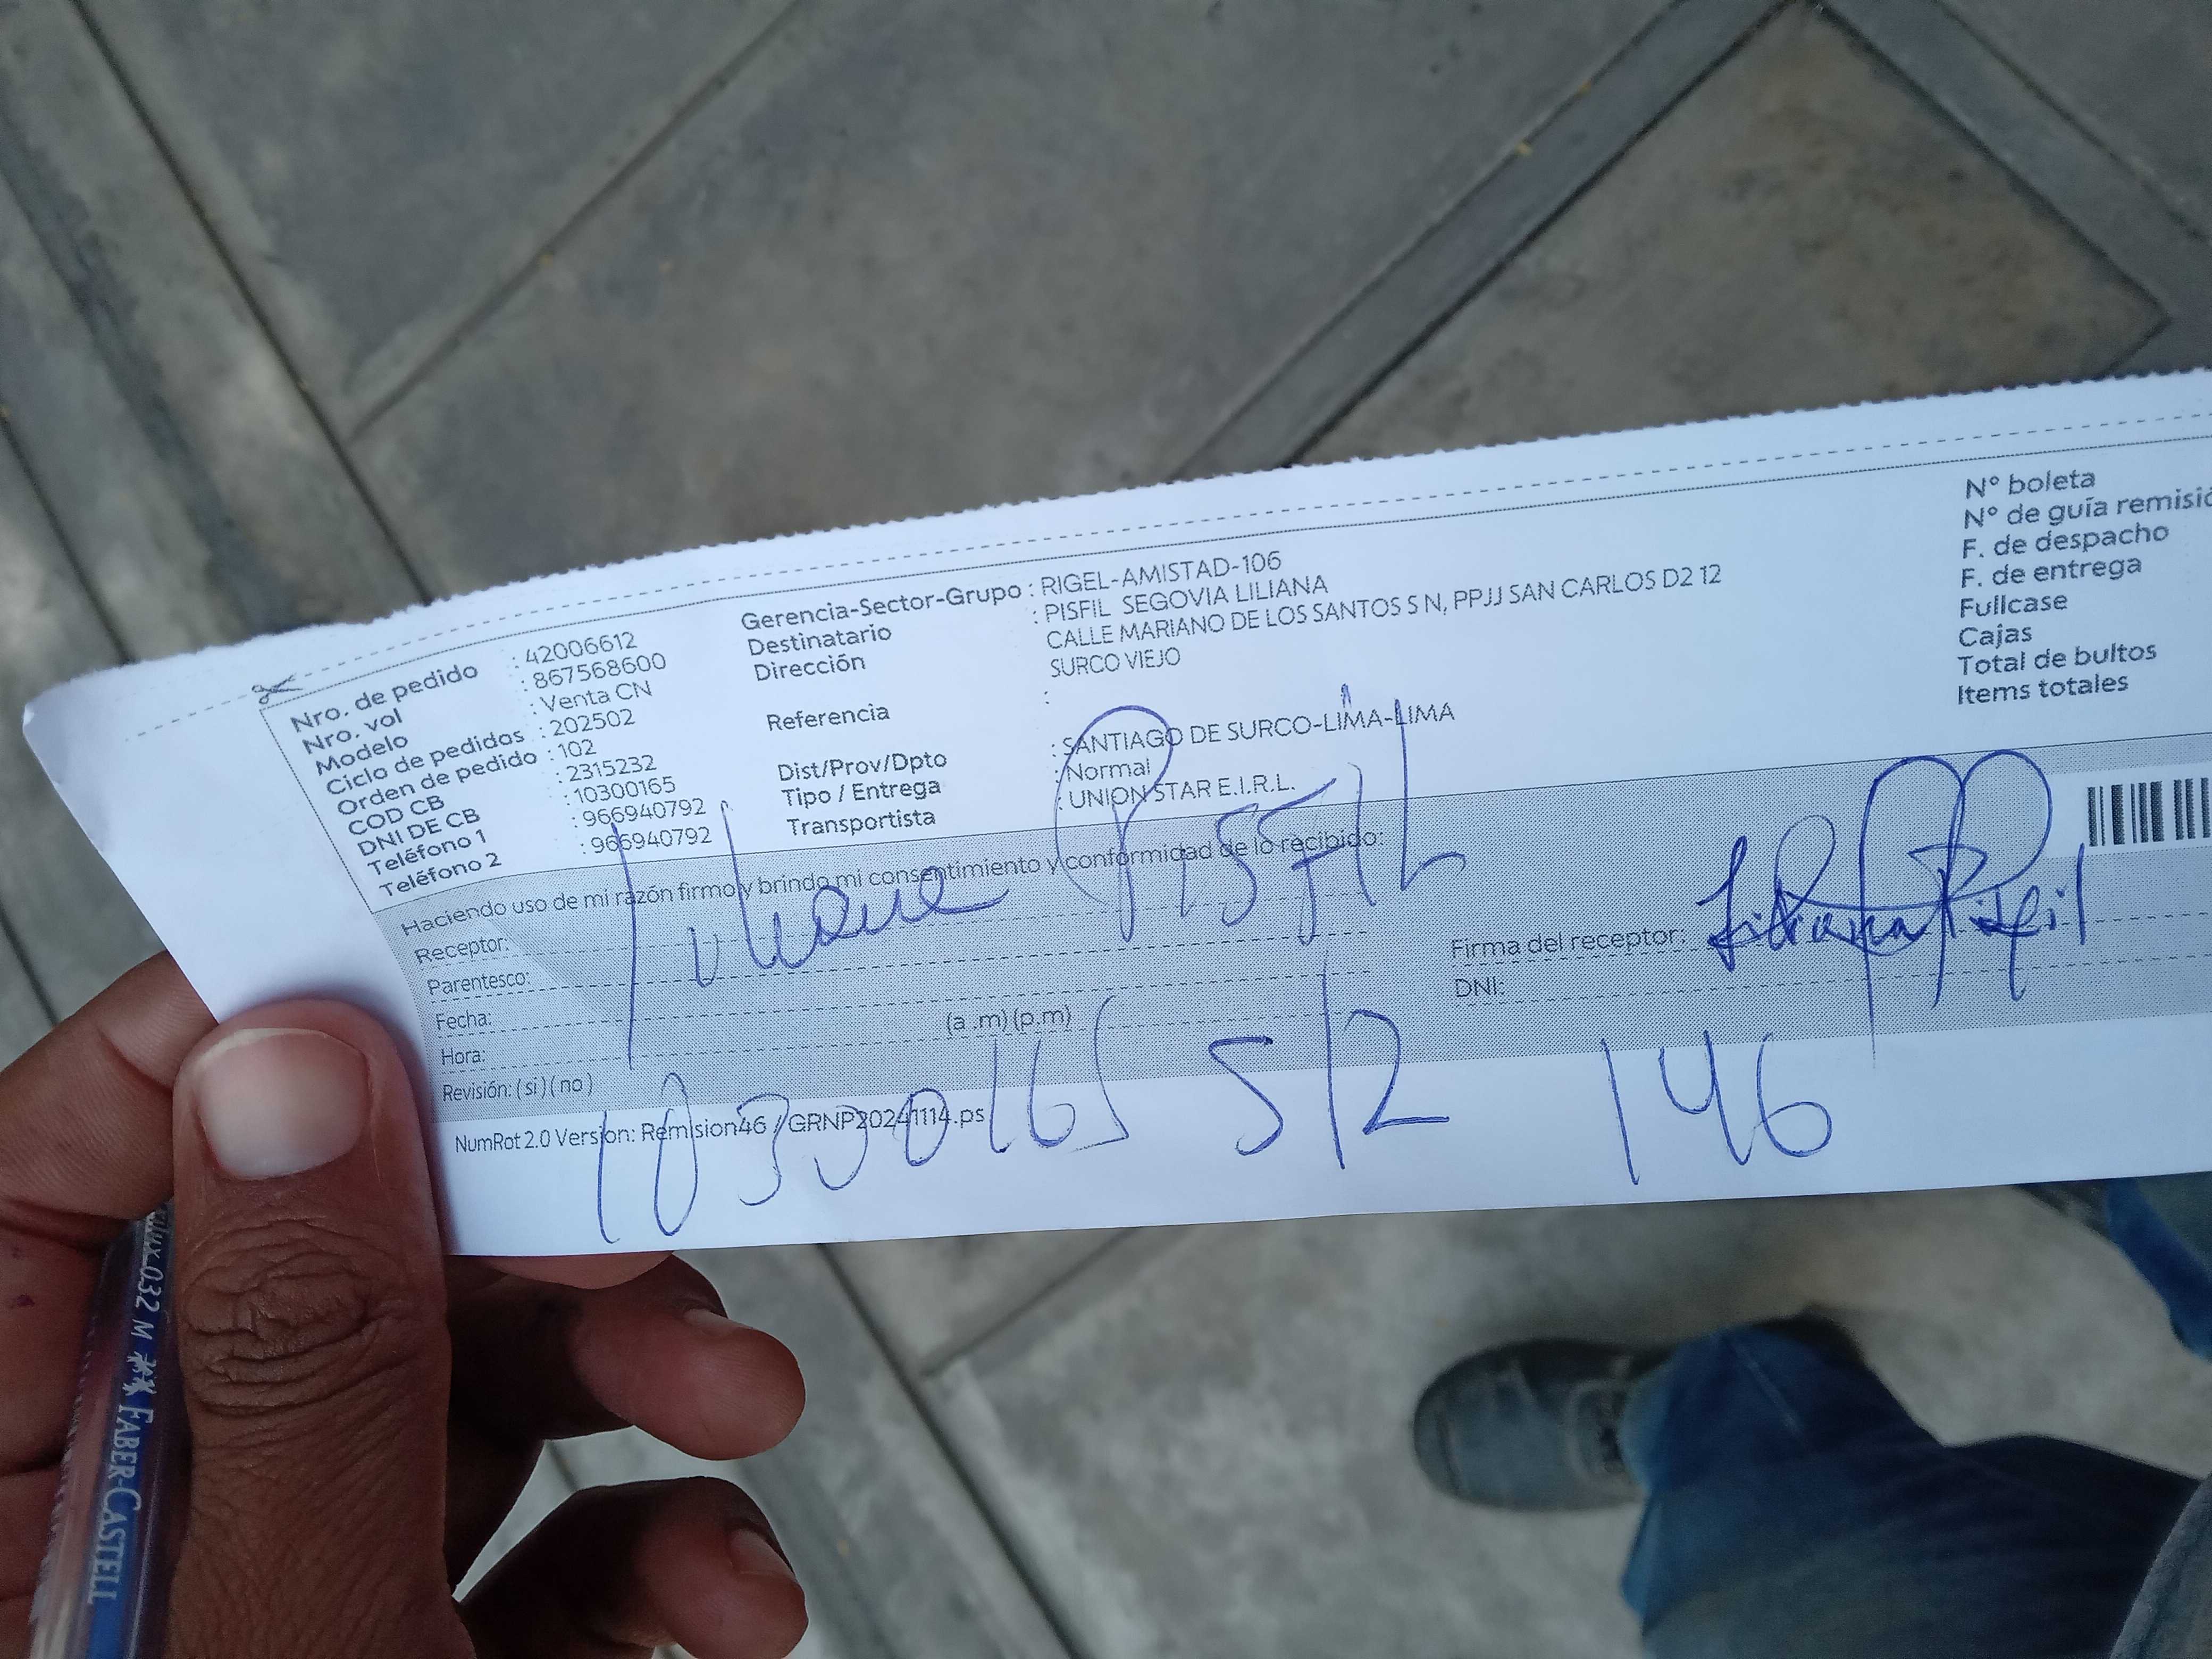 Nro. de pedido : 42006612
Nro. vol : 867568600
Modelo : Venta CN
Ciclo de pedidos : 202502
Orden de pedido : 102
COD CB : 2315232
DNI DE CB : 10300165
Teléfono 1 : 966940792
Teléfono 2 : 966940792
Gerencia-Sector-Grupo : RIGEL-AMISTAD-106
Destinatario : PISFIL SEGOVIA LILIANA
Dirección CALLE MARIANO DE LOS SANTOS S N, PPJJ SAN CARLOS D2 12
SURCO VIEJO
Referencia :
Dist/Prov/Dpto : SANTIAGO DE SURCO-LIMA-LIMA
Tipo / Entrega : Normal
Transportista : UNION STAR E.I.R.L.
N° boleta
N° de guía remisió
F. de despacho
F. de entrega
Fullcase
Cajas
Total de bultos
Items totales
Haciendo uso de mi razón firmo y brindo mi consentimiento y conformidad de lo recibido:
Receptor:
Liliana Pisfil
Parentesco:
Fecha:
Hora: (a .m) (p.m)
Revisión: ( si ) ( no )
Firma del receptor: Liliana Pisfil
DNI:
10300165 5/2 146
NumRot 2.0 Version: Remision46 / GRNP20241114.ps
032 M FABER-CASTELL